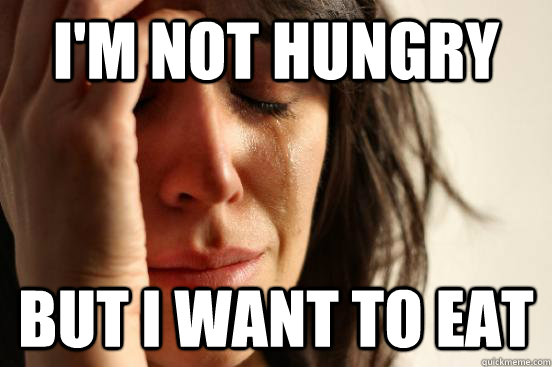 I'M NOT HUNGRY
BUT I WANT TO EAT
quickmeme.com